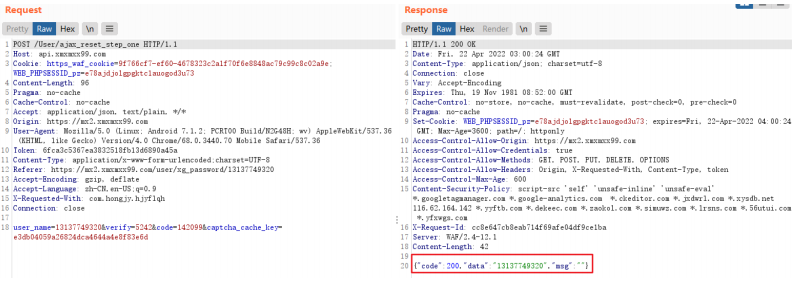 Request
Pretty Raw Hex \n
1 POST /User/ajax_reset_step_one HTTP/1.1
2 Host: api.xmxmxx99.com
3 Cookie: https_waf_cookie=9f766cf7-ef60-4678323c2a1f70f6e8848ac79c99c8c02a9e;
WBB_PHPSESSID_pz=e78ajdjolgpgktc1auogod3u73
4 Content-Length: 96
5 Pragma: no-cache
6 Cache-Control: no-cache
7 Accept: application/json, text/plain, */*
8 Origin: https://mx2.xmxmxx99.com
9 User-Agent: Mozilla/5.0 (Linux; Android 7.1.2; PCRT00 Build/N2G48H; wv) AppleWebKit/537.36
(KHTML, like Gecko) Version/4.0 Chrome/68.0.3440.70 Mobile Safari/537.36
10 Token: 6fca3c5367ea3832518fb13d6890a45a
11 Content-Type: application/x-www-form-urlencoded;charset=UTF-8
12 Referer: https://mx2.xmxmxx99.com/user/xg_password/13137749320
13 Accept-Encoding: gzip, deflate
14 Accept-Language: zh-CN,en-US;q=0.9
15 X-Requested-With: com.hongjy.hjyflqh
16 Connection: close
17
18 user_name=13137749320&verify=5242&code=142099&captcha_cache_key=
e3db04059a26824dca4644a4e8f83e6d
Response
Pretty Raw Hex Render \n
1 HTTP/1.1 200 OK
2 Date: Fri, 22 Apr 2022 03:00:24 GMT
3 Content-Type: application/json; charset=utf-8
4 Connection: close
5 Vary: Accept-Encoding
6 Expires: Thu, 19 Nov 1981 08:52:00 GMT
7 Cache-Control: no-store, no-cache, must-revalidate, post-check=0, pre-check=0
8 Pragma: no-cache
9 Set-Cookie: WBB_PHPSESSID_pz=e78ajdjolgpgktc1auogod3u73; expires=Fri, 22-Apr-2022 04:00:24
GMT; Max-Age=3600; path=/; httponly
10 Access-Control-Allow-Origin: https://mx2.xmxmxx99.com
11 Access-Control-Allow-Credentials: true
12 Access-Control-Allow-Methods: GET, POST, PUT, DELETE, OPTIONS
13 Access-Control-Allow-Headers: Origin, X-Requested-With, Content-Type, token
14 Access-Control-Max-Age: 600
15 Content-Security-Policy: script-src 'self' 'unsafe-inline' 'unsafe-eval'
*.googletagmanager.com *.google-analytics.com *.ckeditor.com *.jxdwrl.com *.xysdb.net
116.62.164.142 *.yyftb.com *.dekeec.com *.zaokol.com *.simuwz.com *.lrsns.com *.56utui.com
*.yfxwgs.com
16 X-Request-Id: cc8e647cb8eab714f69afe04df9ce1ba
17 Server: WAF/2.4-12.1
18 Content-Length: 42
19
20 {"code":200,"data":"13137749320","msg":""}